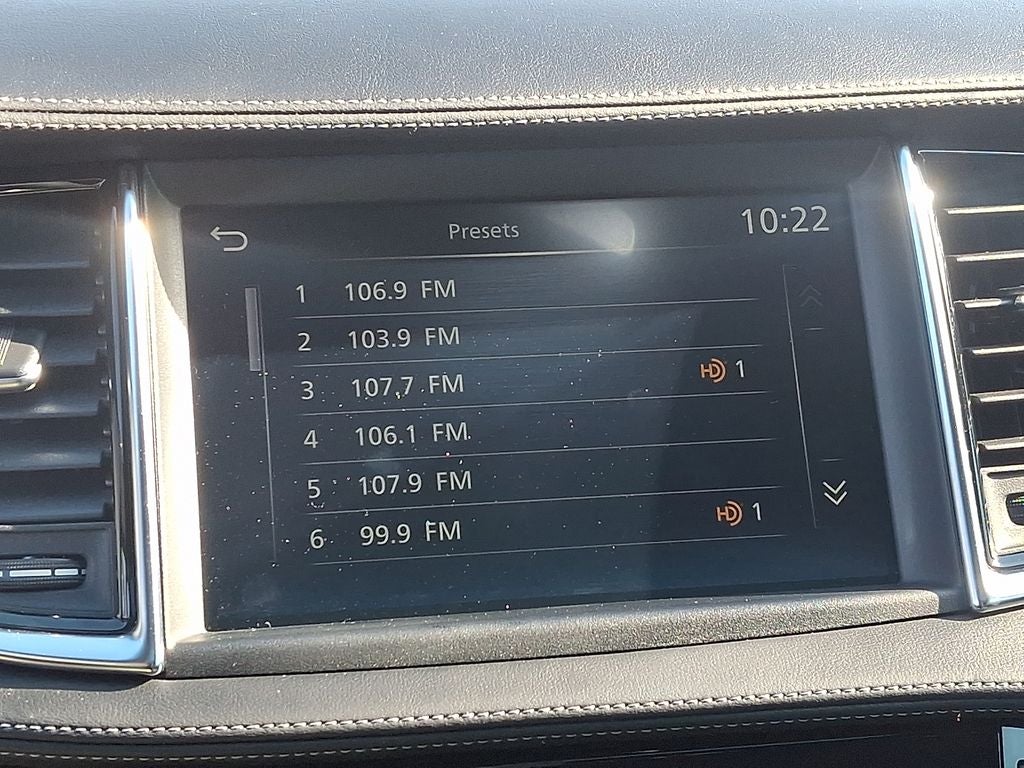 Presets 10:22
1 106.9 FM
2 103.9 FM
3 107.7 FM HD 1
4 106.1 FM
5 107.9 FM
6 99.9 FM HD 1